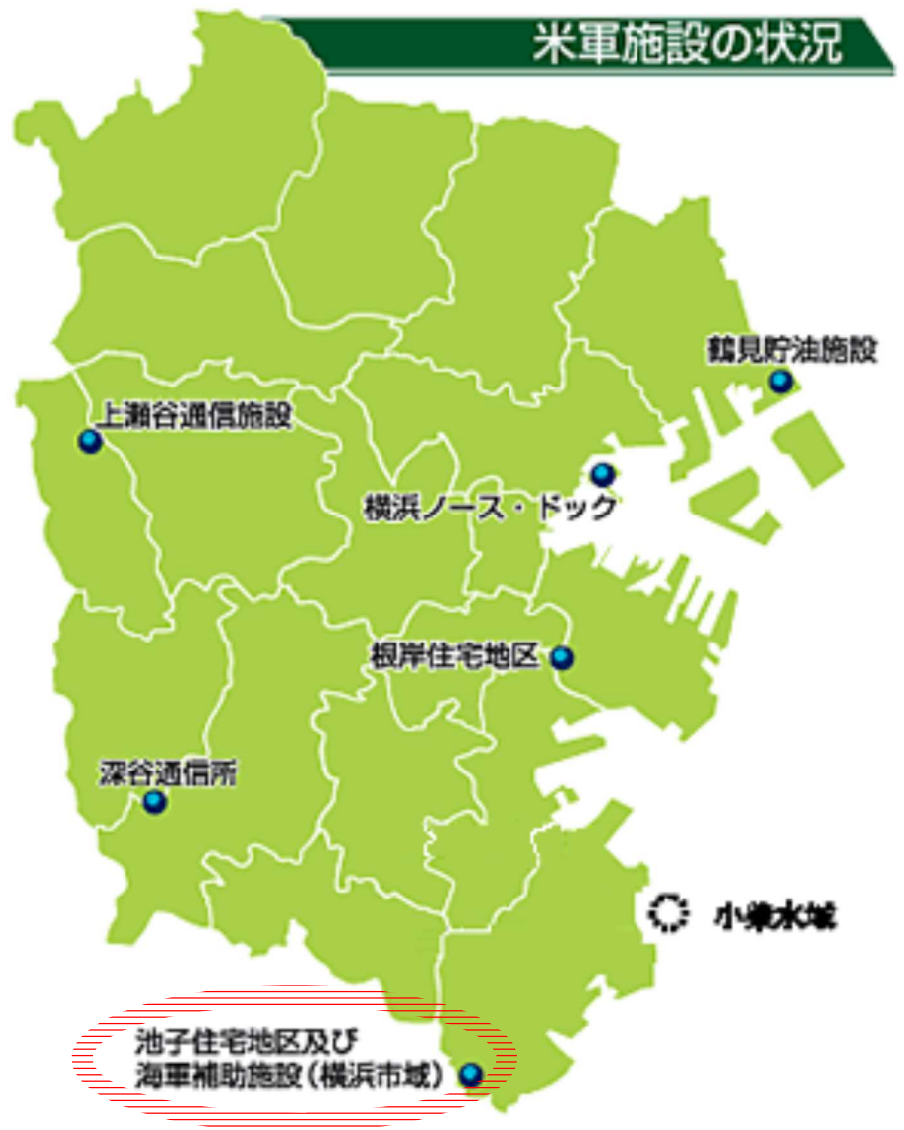 米軍施設の状況
鶴見貯油施設
上瀬谷通信施設
横浜ノース・ドック
根岸住宅地区
深谷通信所
小柴水域
池子住宅地区及び
海軍補助施設(横浜市域)